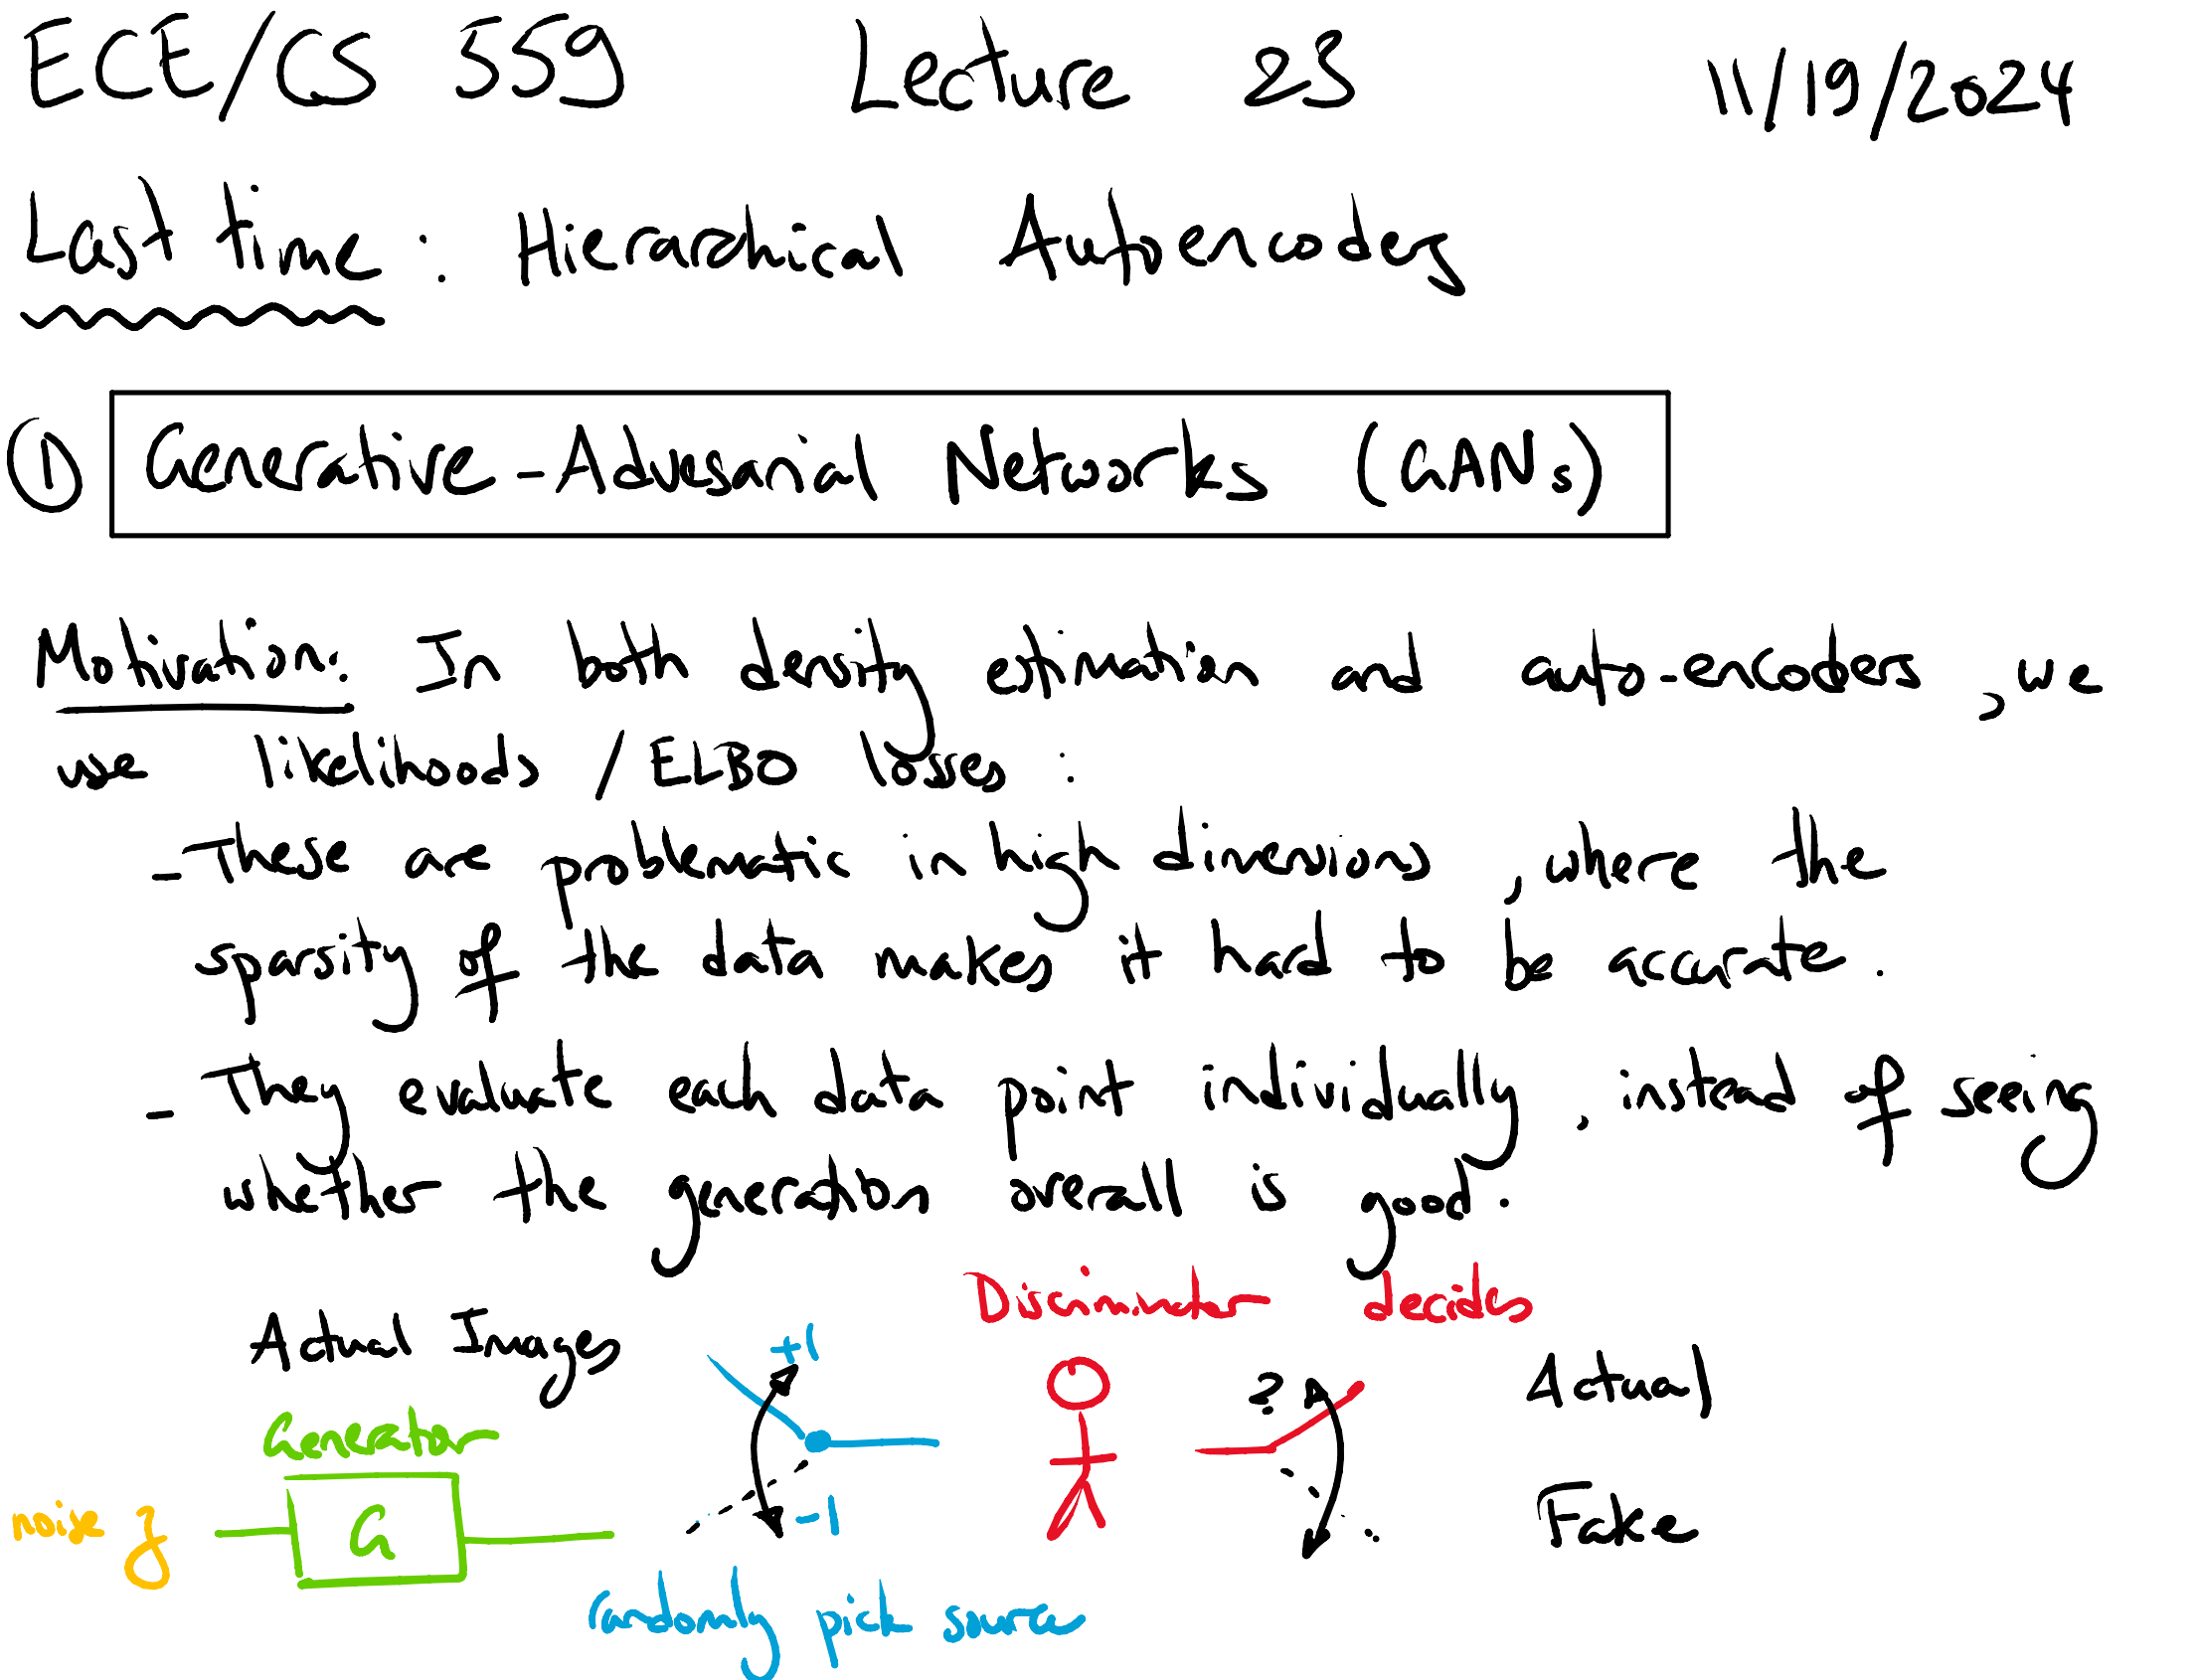 ECE/CS 559 Lecture 23 11/19/2024
Last time : Hierarchical Autoencoders
① Generative-Advesarial Networks (GANs)
Motivation: In both density estimation and auto-encoders, we
use likelihoods / ELBO losses :
- These are problematic in high dimensions, where the
sparsity of the data makes it hard to be accurate.
- They evaluate each data point individually, instead of seeing
whether the generation overall is good.
Discriminator decides
Actual Images +1 ? Actual
Generator
noise z G -1 Fake
randomly pick source